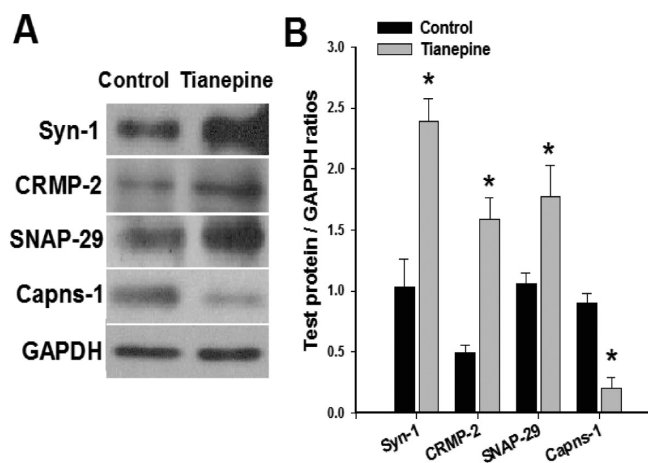 A
Control Tianepine
Syn-1
CRMP-2
SNAP-29
Capns-1
GAPDH
B
Control
Tianepine
Test protein / GAPDH ratios
3.0
2.5
2.0
1.5
1.0
0.5
0.0
*
*
*
*
Syn-1
CRMP-2
SNAP-29
Capns-1